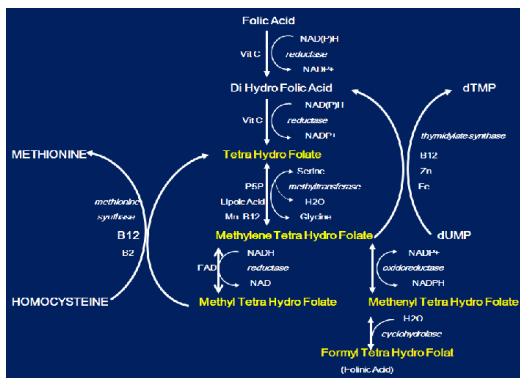 Folic Acid
NAD(P)H
Vit C
reductase
NADP+
Di Hydro Folic Acid
dTMP
NAD(P)H
Vit C
reductase
NADP+
thymidylate synthase
METHIONINE
Tetra Hydro Folate
B12
Serine
Zn
P5P
methyltransferase
Fe
methionine
Lipoic Acid
H2O
synthase
Mn B12
Glycine
B12
Methylene Tetra Hydro Folate
dUMP
B2
NADH
NADP+
FAD
reductase
oxidoreductase
NAD
NADPH
HOMOCYSTEINE
Methyl Tetra Hydro Folate
Methenyl Tetra Hydro Folate
H2O
cyclohydrolase
Formyl Tetra Hydro Folat
(Folinic Acid)